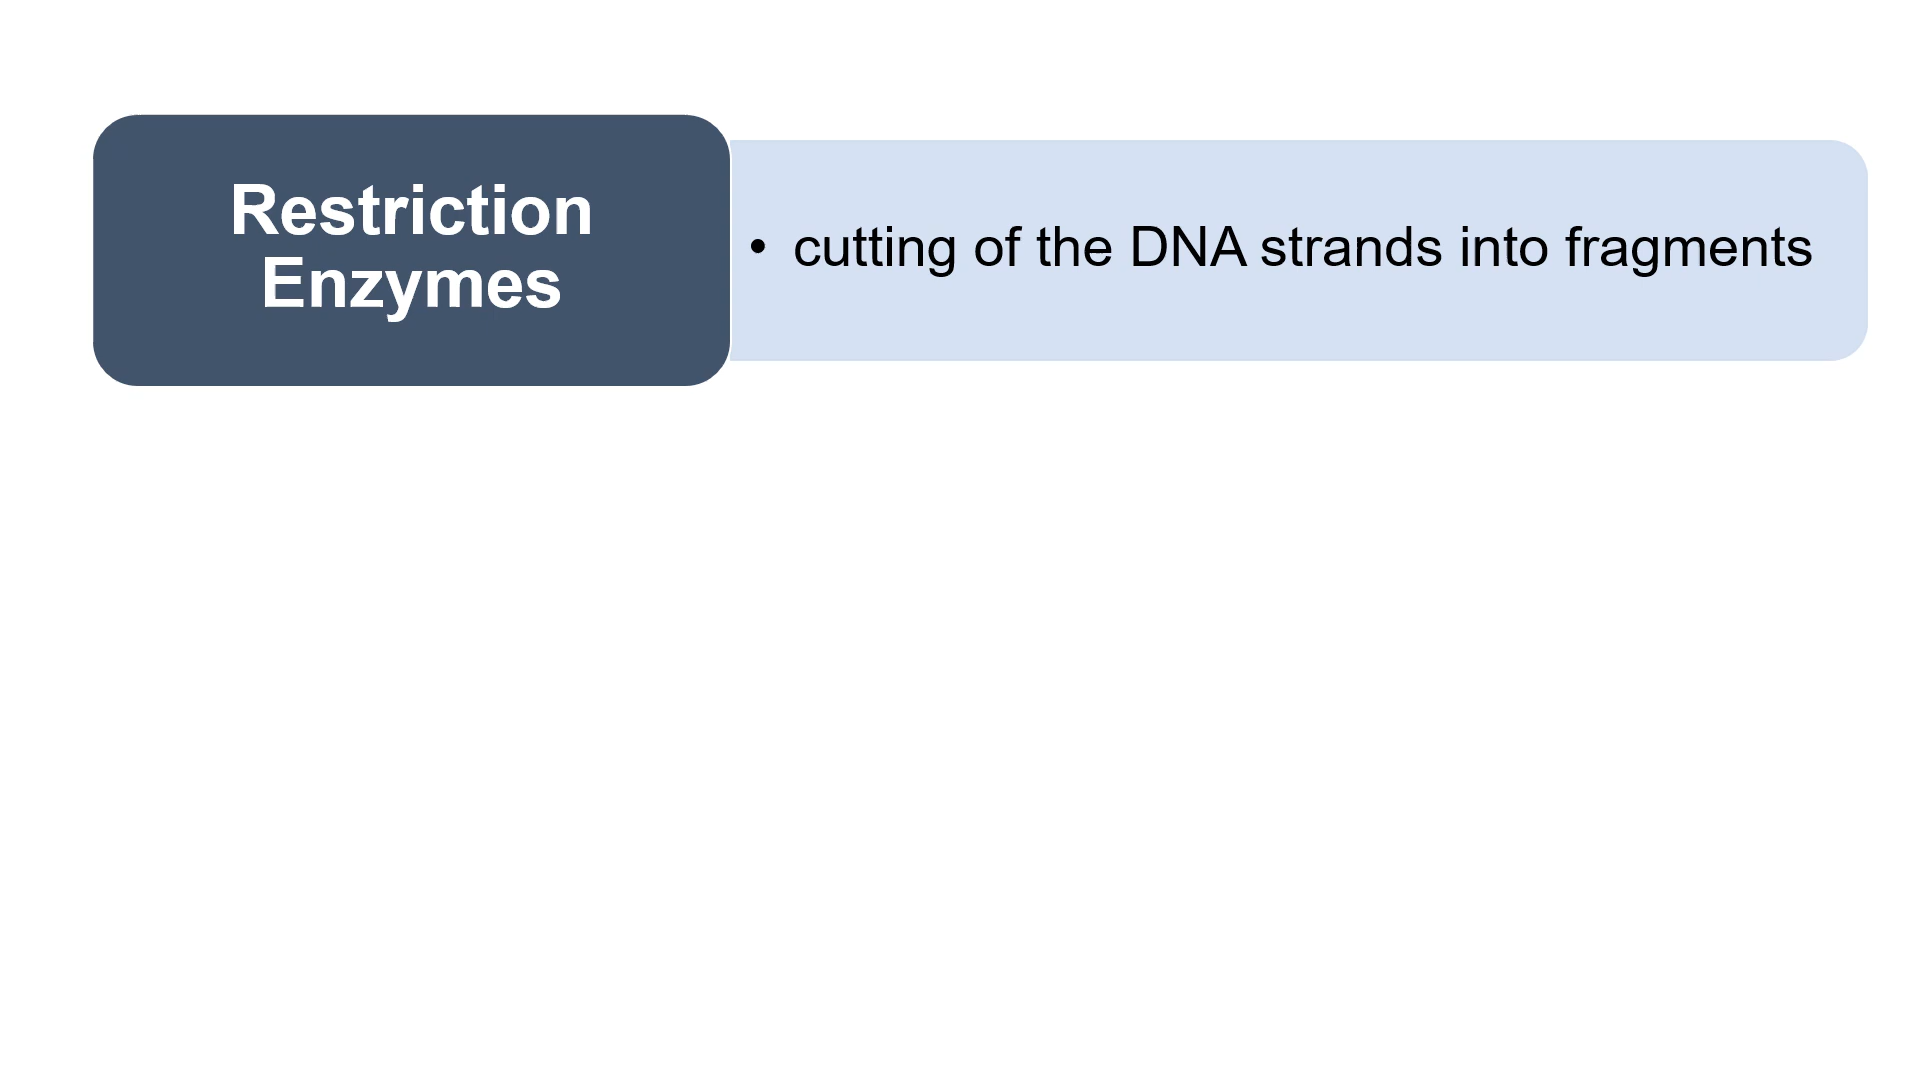 Restriction
Enzymes
• cutting of the DNA strands into fragments